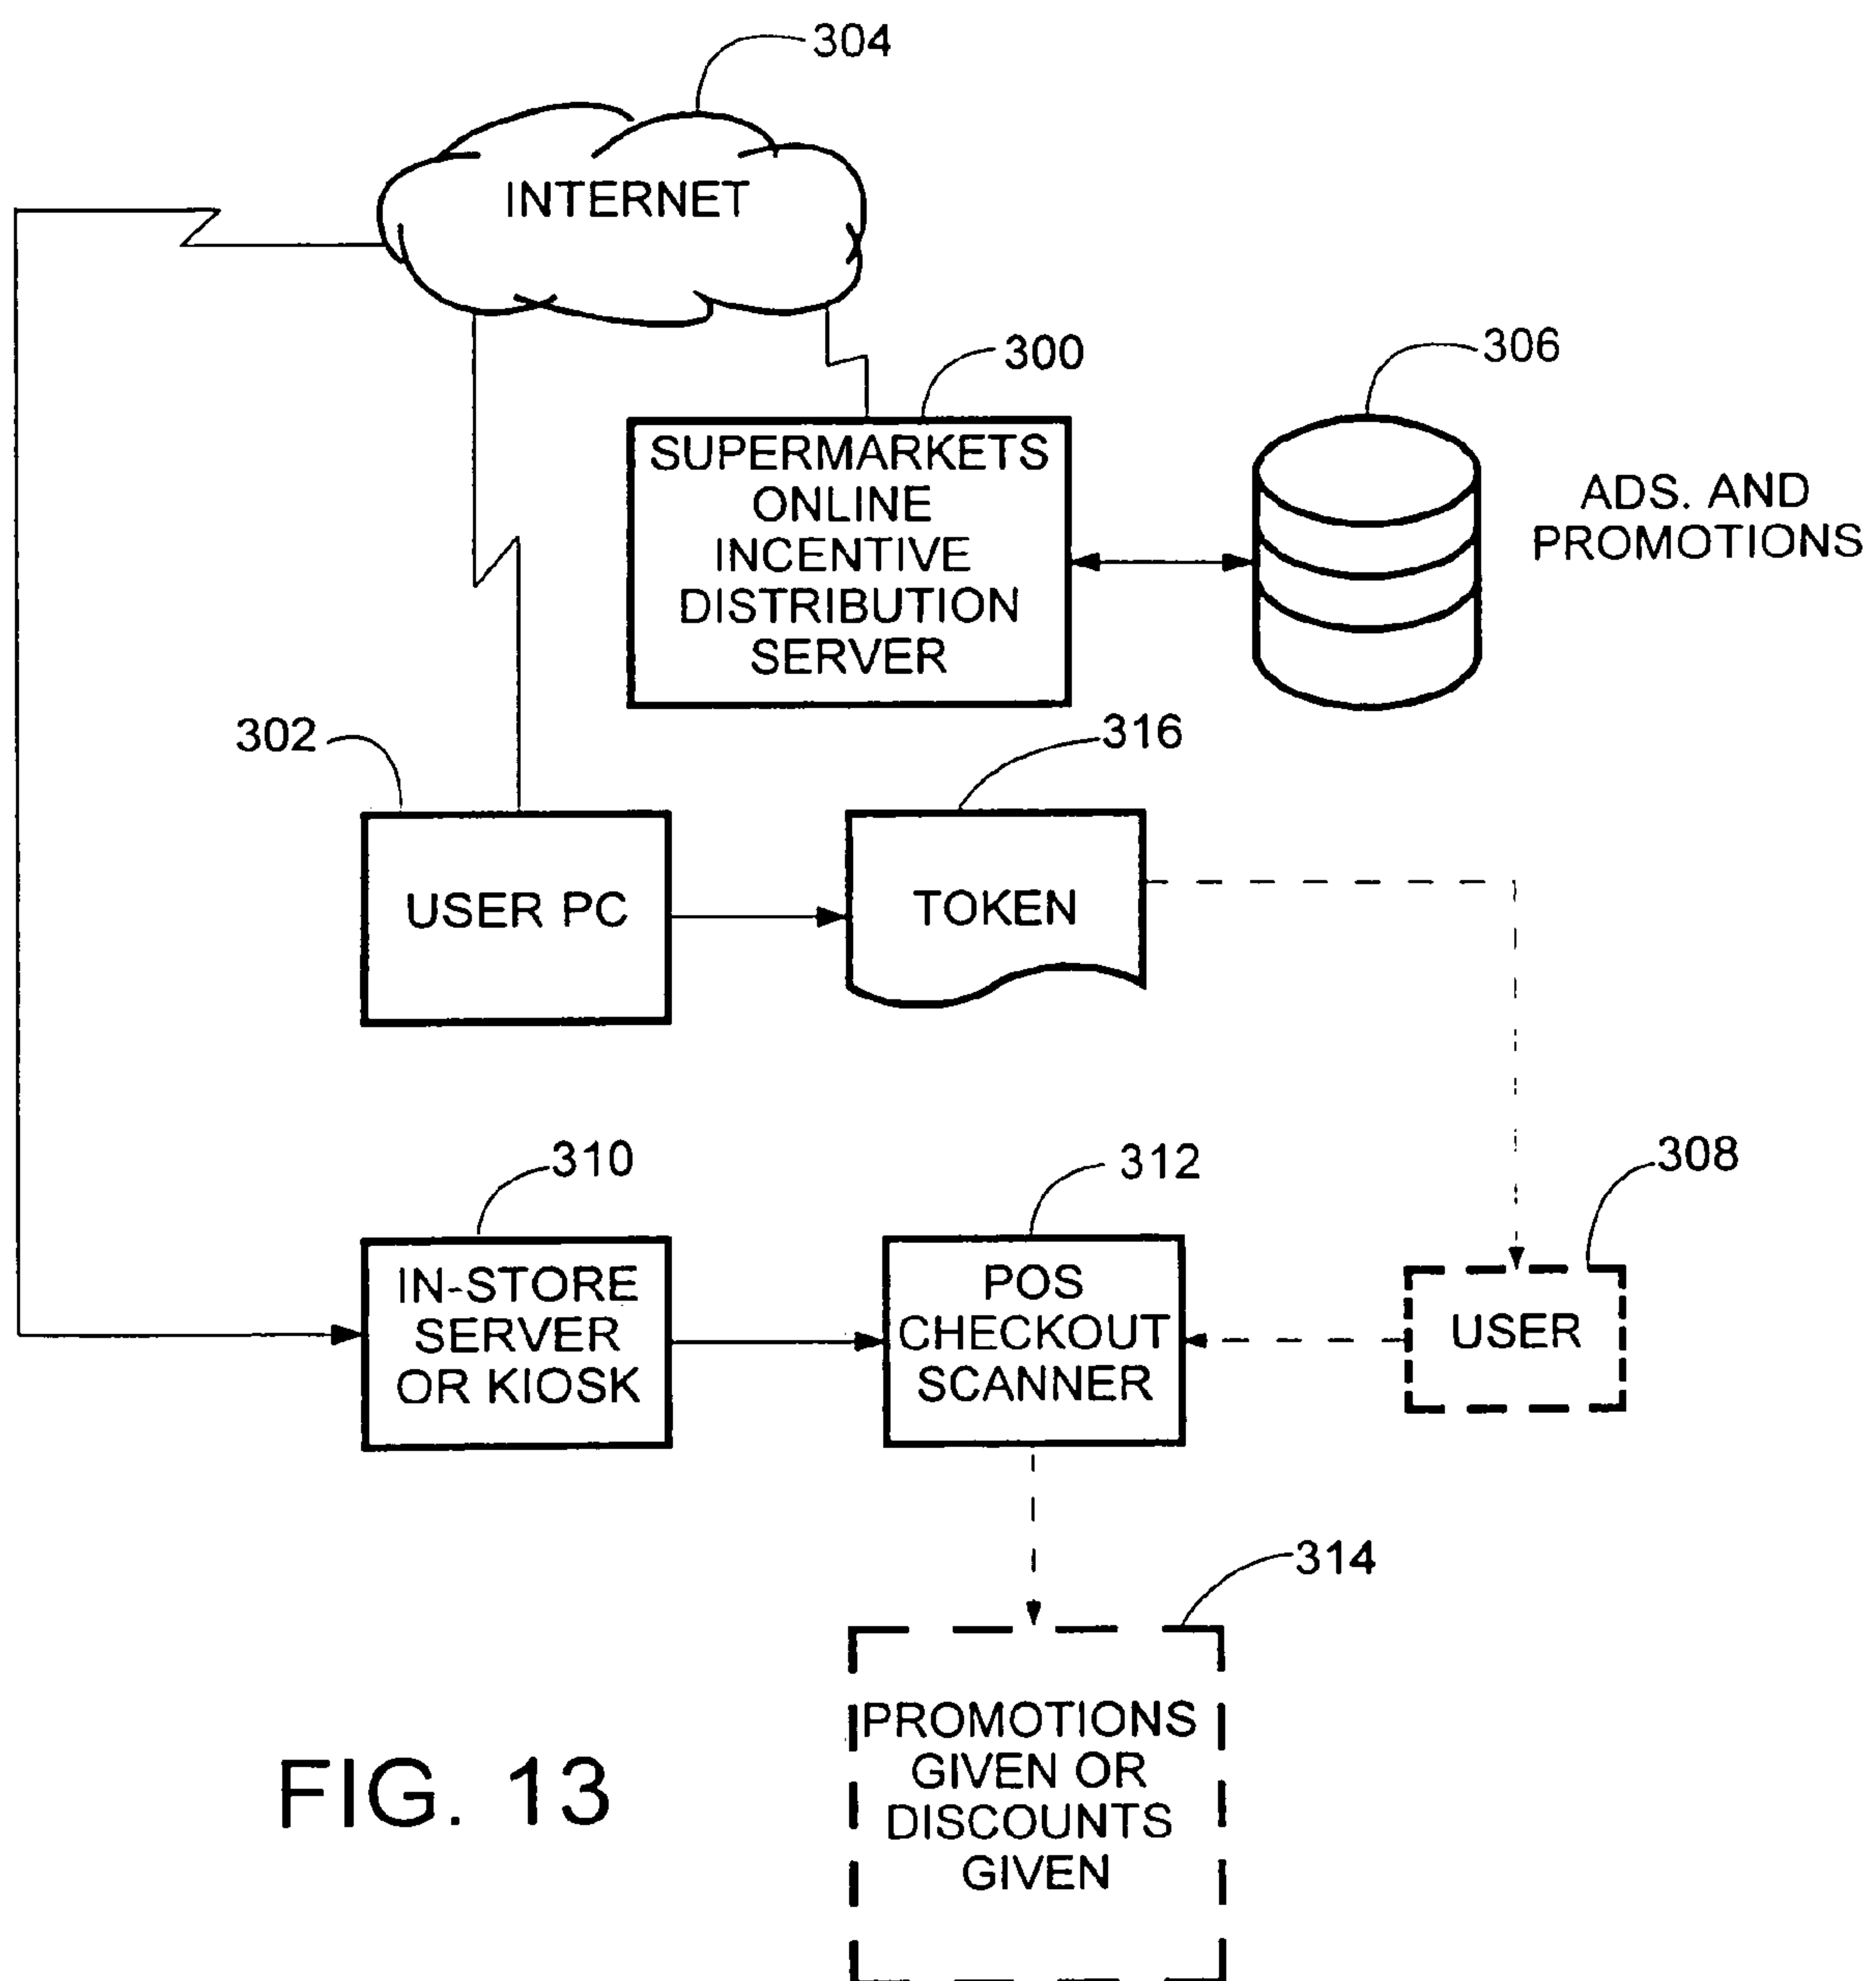 304
INTERNET
300
306
SUPERMARKETS
ONLINE
INCENTIVE
DISTRIBUTION
SERVER
ADS. AND
PROMOTIONS
302
316
USER PC
TOKEN
310
312
308
IN-STORE
SERVER
OR KIOSK
POS
CHECKOUT
SCANNER
USER
314
PROMOTIONS
GIVEN OR
DISCOUNTS
GIVEN
FIG. 13